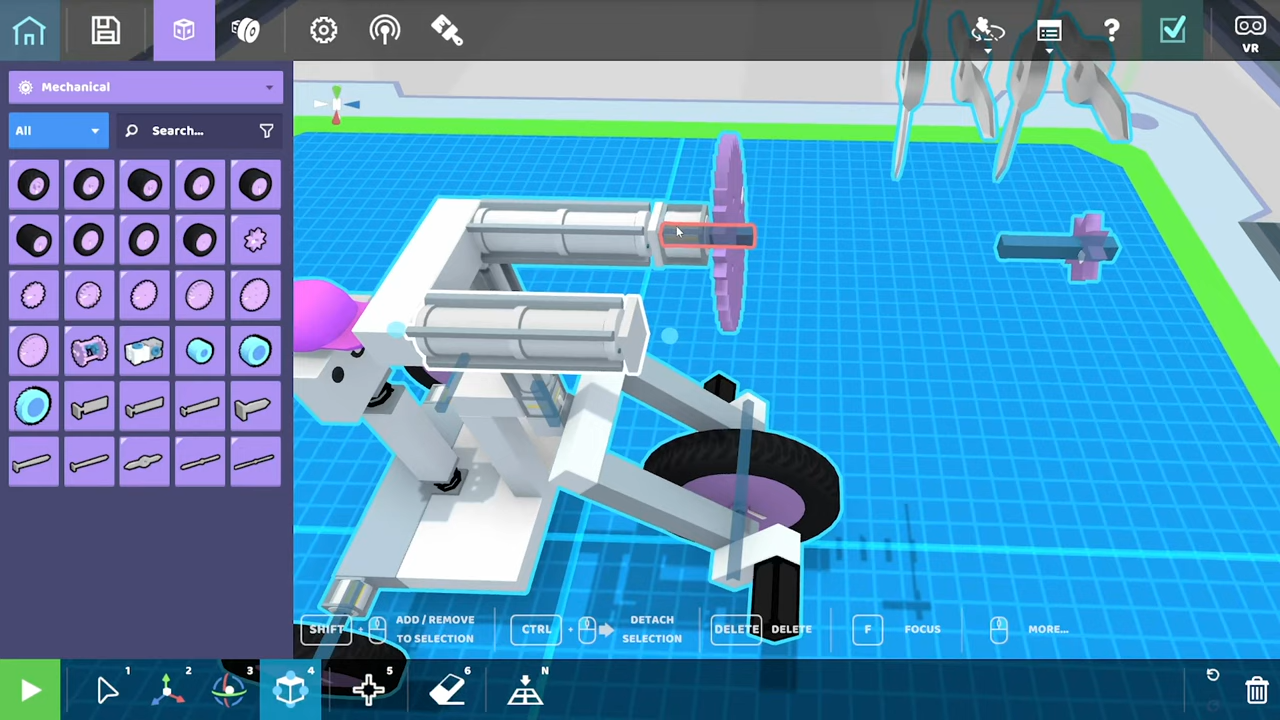 VR
Mechanical
All
Search...
SHIFT + ADD / REMOVE
TO SELECTION
CTRL + DETACH
SELECTION
DELETE DELETE
F FOCUS
MORE...
1
2
3
4
5
6
N